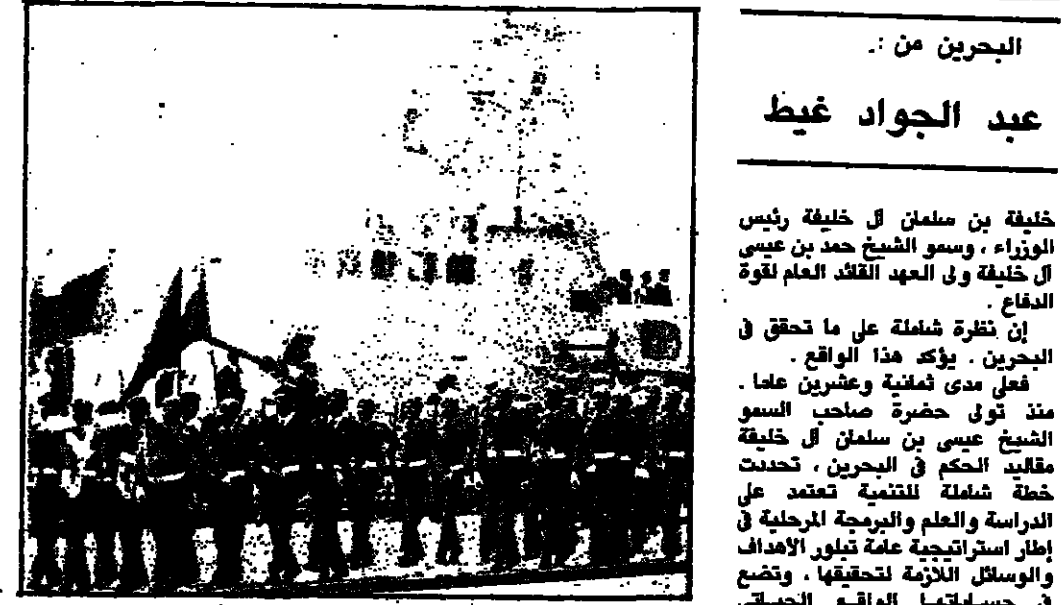 البحرين من :ـ
عبد الجواد غيط
خليفة بن سلمان آل خليفة رئيس
الوزراء ، وسمو الشيخ حمد بن عيسى
آل خليفة ولى العهد القائد العام لقوة
الدفاع .
إن نظرة شاملة على ما تحقق فى
البحرين . يؤكد هذا الواقع .
فعلى مدى ثمانية وعشرين عاما .
منذ تولى حضرة صاحب السمو
الشيخ عيسى بن سلمان آل خليفة
مقاليد الحكم فى البحرين ، تحددت
خطة شاملة للتنمية تعتمد على
الدراسة والعلم والبرمجة المرحلية فى
إطار استراتيجية عامة تبلور الأهداف
والوسائل اللازمة لتحقيقها ، وتضع
فى حساباتها الواقع الحياتى